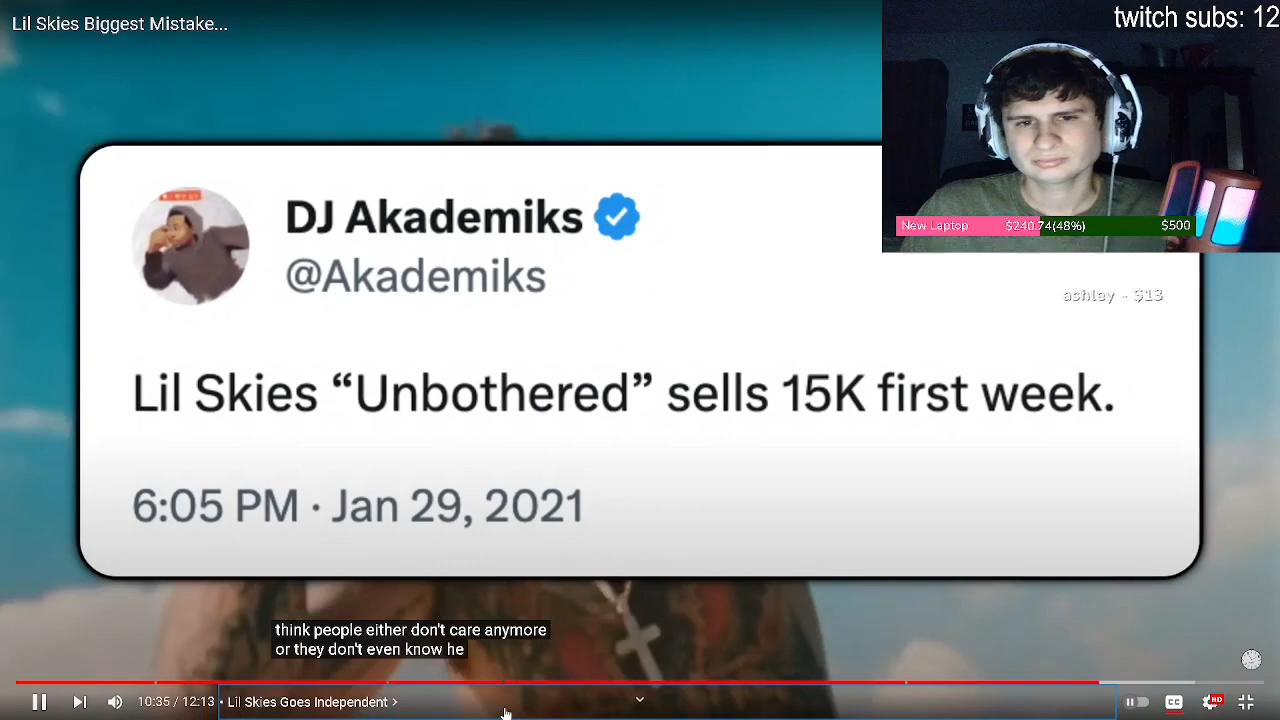 Lil Skies Biggest Mistake...
twitch subs: 12
DJ Akademiks
@Akademiks
New Laptop $240.74(48%) $500
ashley - $13
Lil Skies “Unbothered” sells 15K first week.
6:05 PM · Jan 29, 2021
think people either don't care anymore
or they don't even know he
10:35 / 12:13 • Lil Skies Goes Independent >
CC
HD